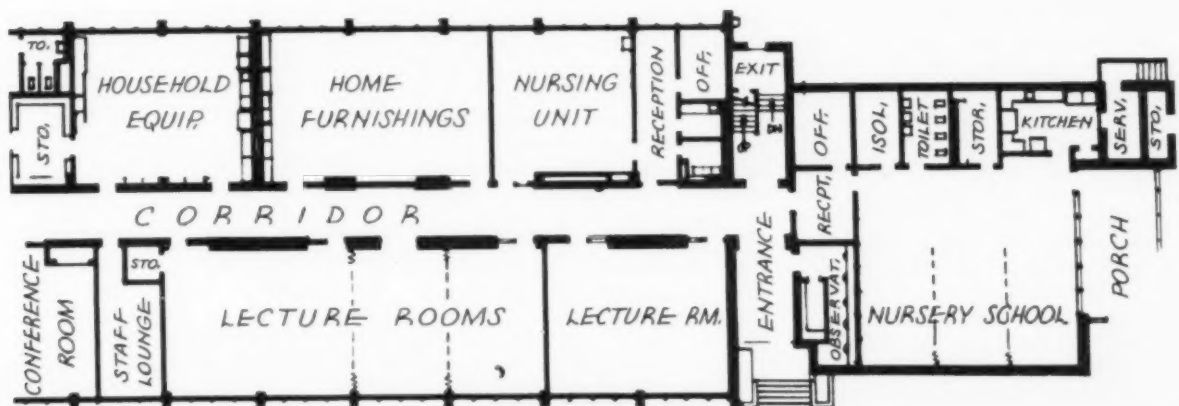 TO.
HOUSEHOLD
EQUIP.
STO.
HOME
FURNISHINGS
NURSING
UNIT
RECEPTION
OFF.
EXIT
OFF.
ISOL.
TOILET
STOR.
KITCHEN
SERV.
STO.
CORRIDOR
RECPT.
CONFERENCE
ROOM
STO.
STAFF
LOUNGE
LECTURE ROOMS
LECTURE RM.
ENTRANCE
OBSERVAT.
NURSERY SCHOOL
PORCH